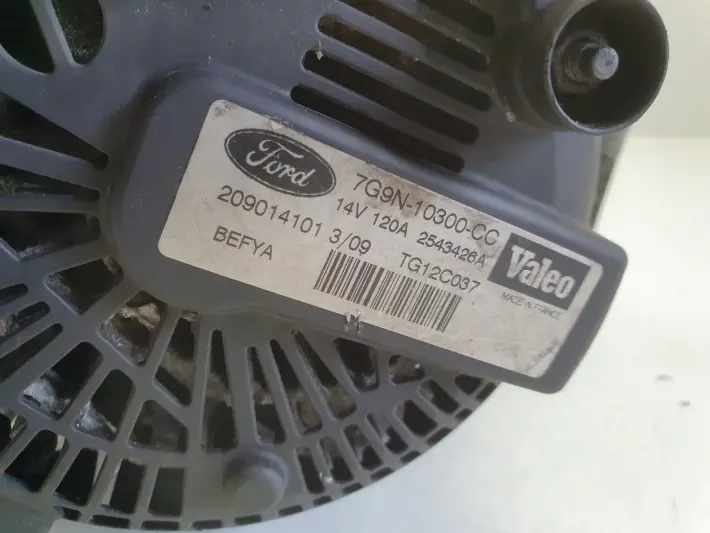 Ford
7G9N-10300-CC
14V 120A 2543426A
209014101 3/09 TG12C037
BEFYA
Valeo
MADE IN FRANCE